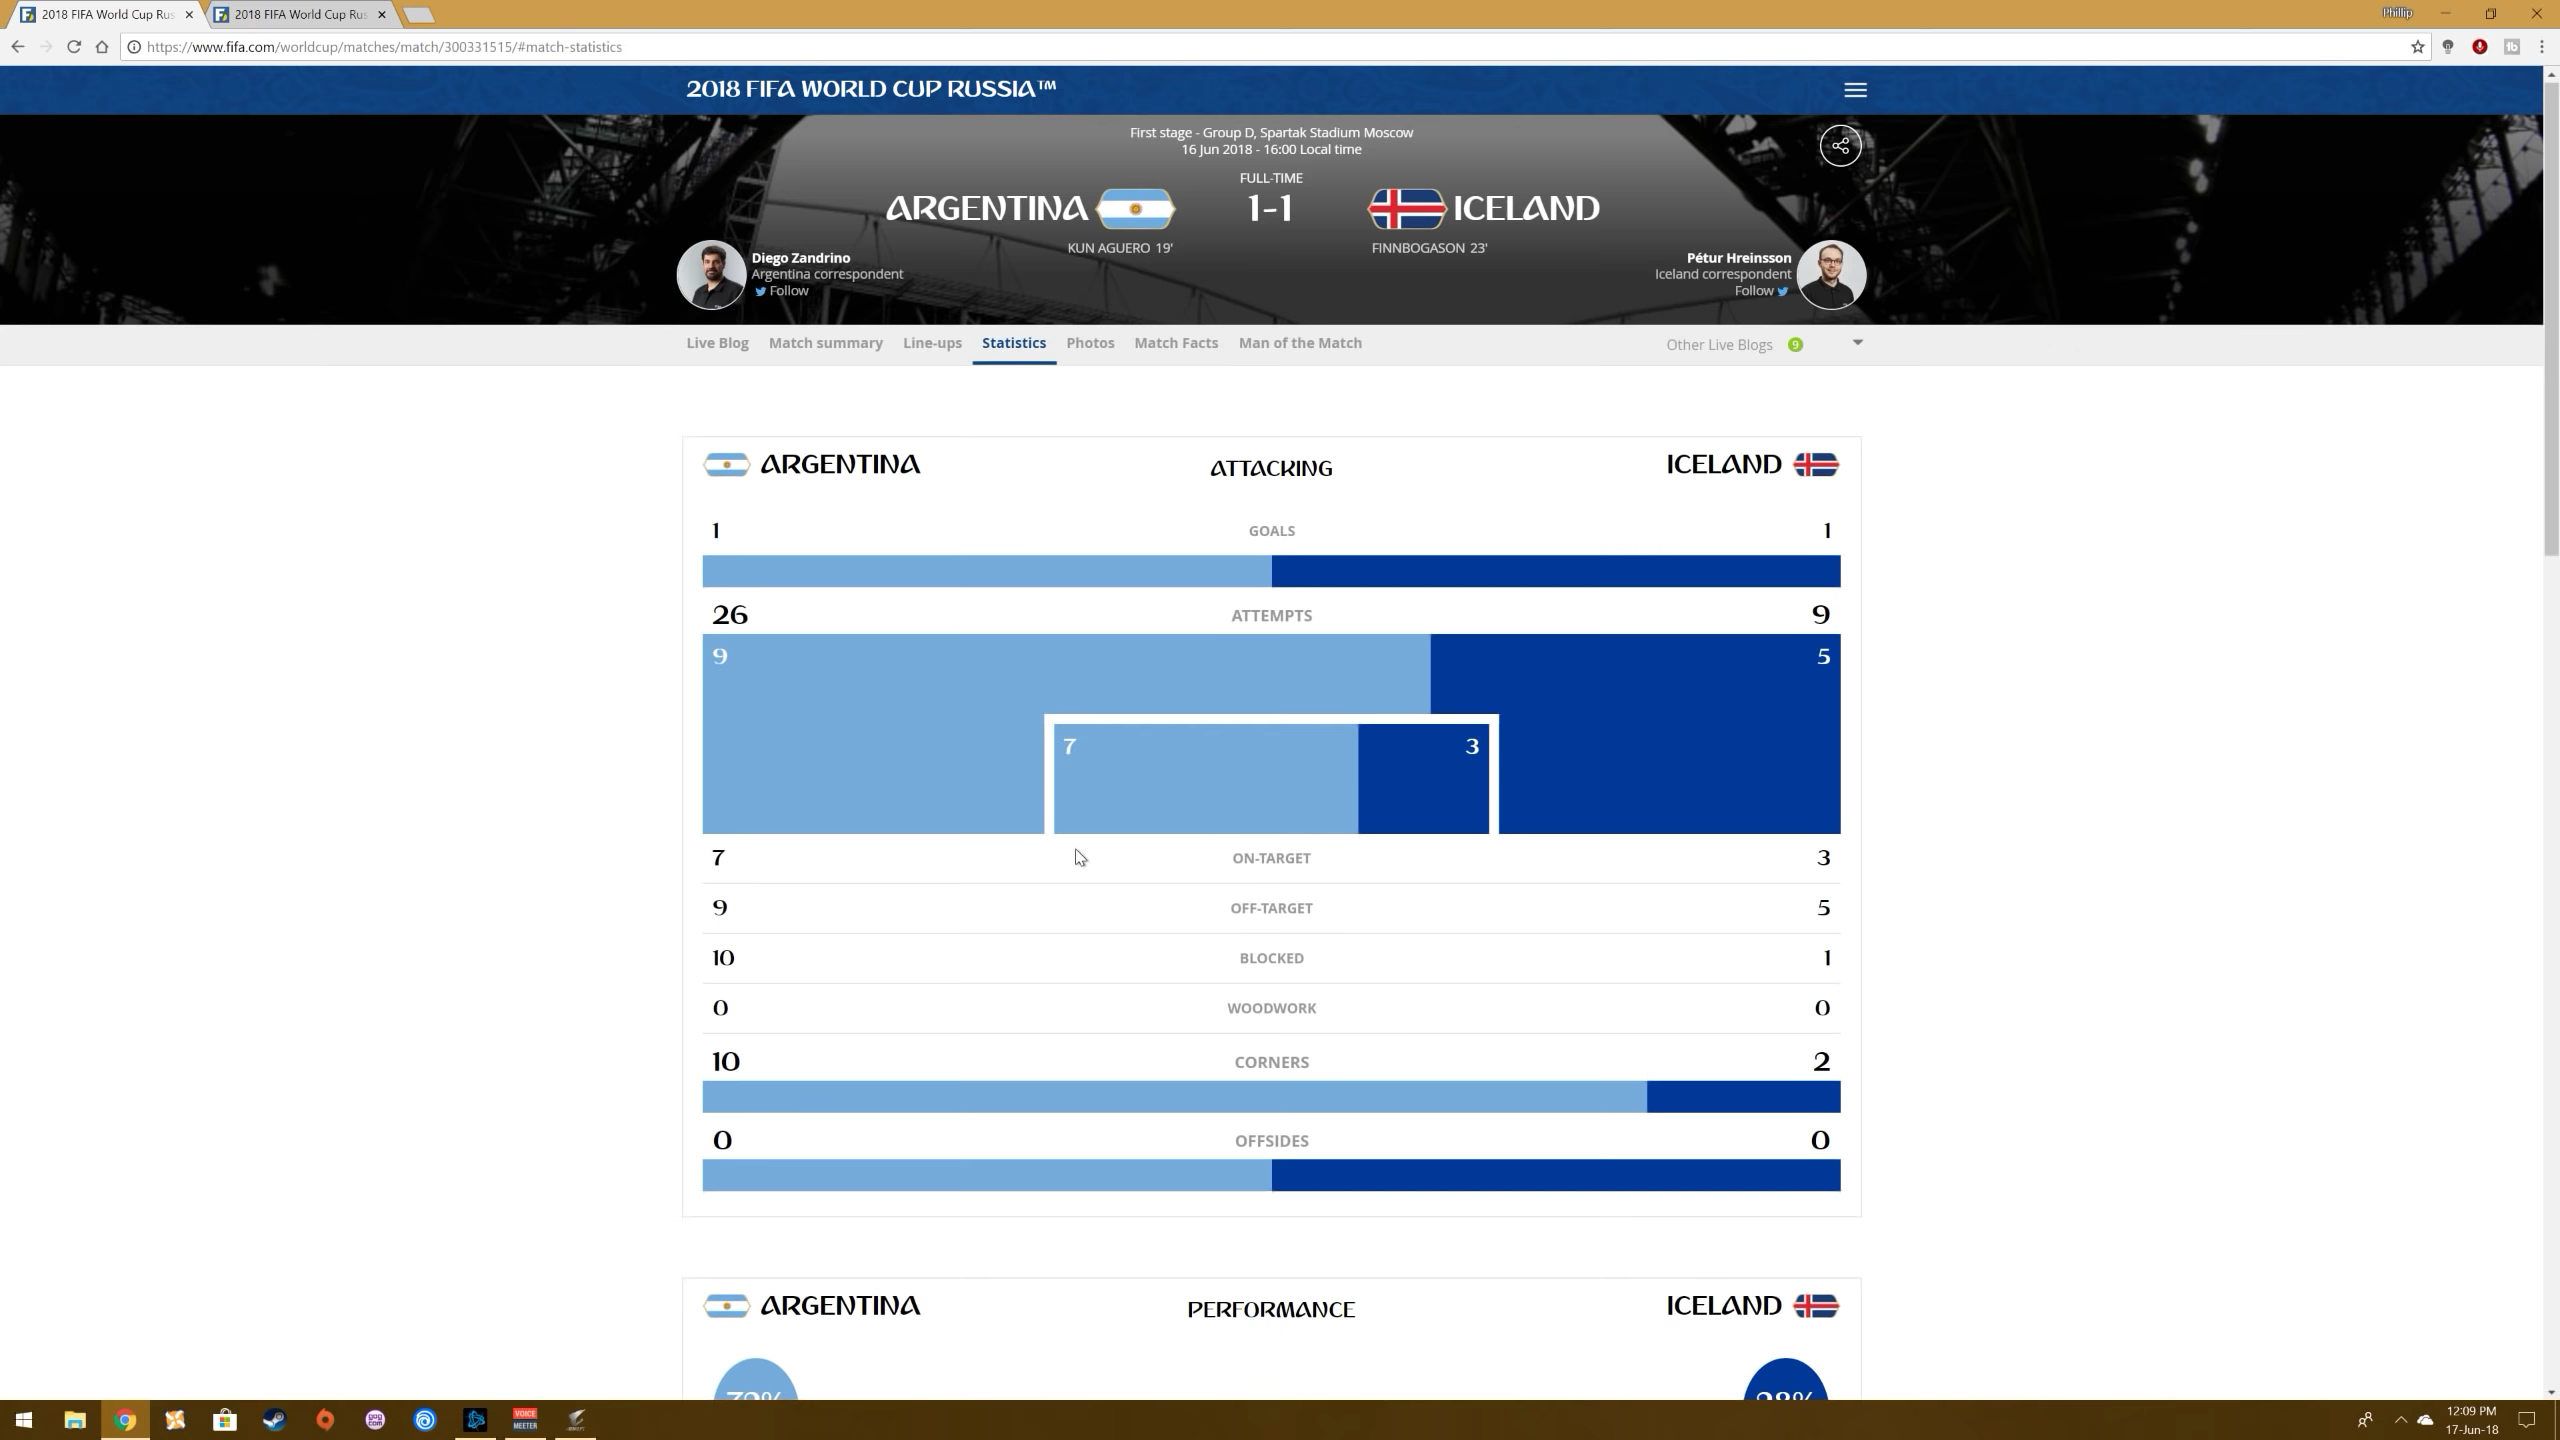 2018 FIFA World Cup Rus
2018 FIFA World Cup Rus
Phillip
https://www.fifa.com/worldcup/matches/match/300331515/#match-statistics
2018 FIFA WORLD CUP RUSSIA™
First stage - Group D, Spartak Stadium Moscow
16 Jun 2018 - 16:00 Local time
FULL-TIME
ARGENTINA 1-1 ICELAND
KUN AGUERO 19' FINNBOGASON 23'
Diego Zandrino
Argentina correspondent
Follow
Pétur Hreinsson
Iceland correspondent
Follow
Live Blog Match summary Line-ups Statistics Photos Match Facts Man of the Match Other Live Blogs 9
ARGENTINA ATTACKING ICELAND
1 GOALS 1
26 ATTEMPTS 9
9 5
7 3
7 ON-TARGET 3
9 OFF-TARGET 5
10 BLOCKED 1
0 WOODWORK 0
10 CORNERS 2
0 OFFSIDES 0
ARGENTINA PERFORMANCE ICELAND
VOICE
MEETER
12:09 PM
17-Jun-18